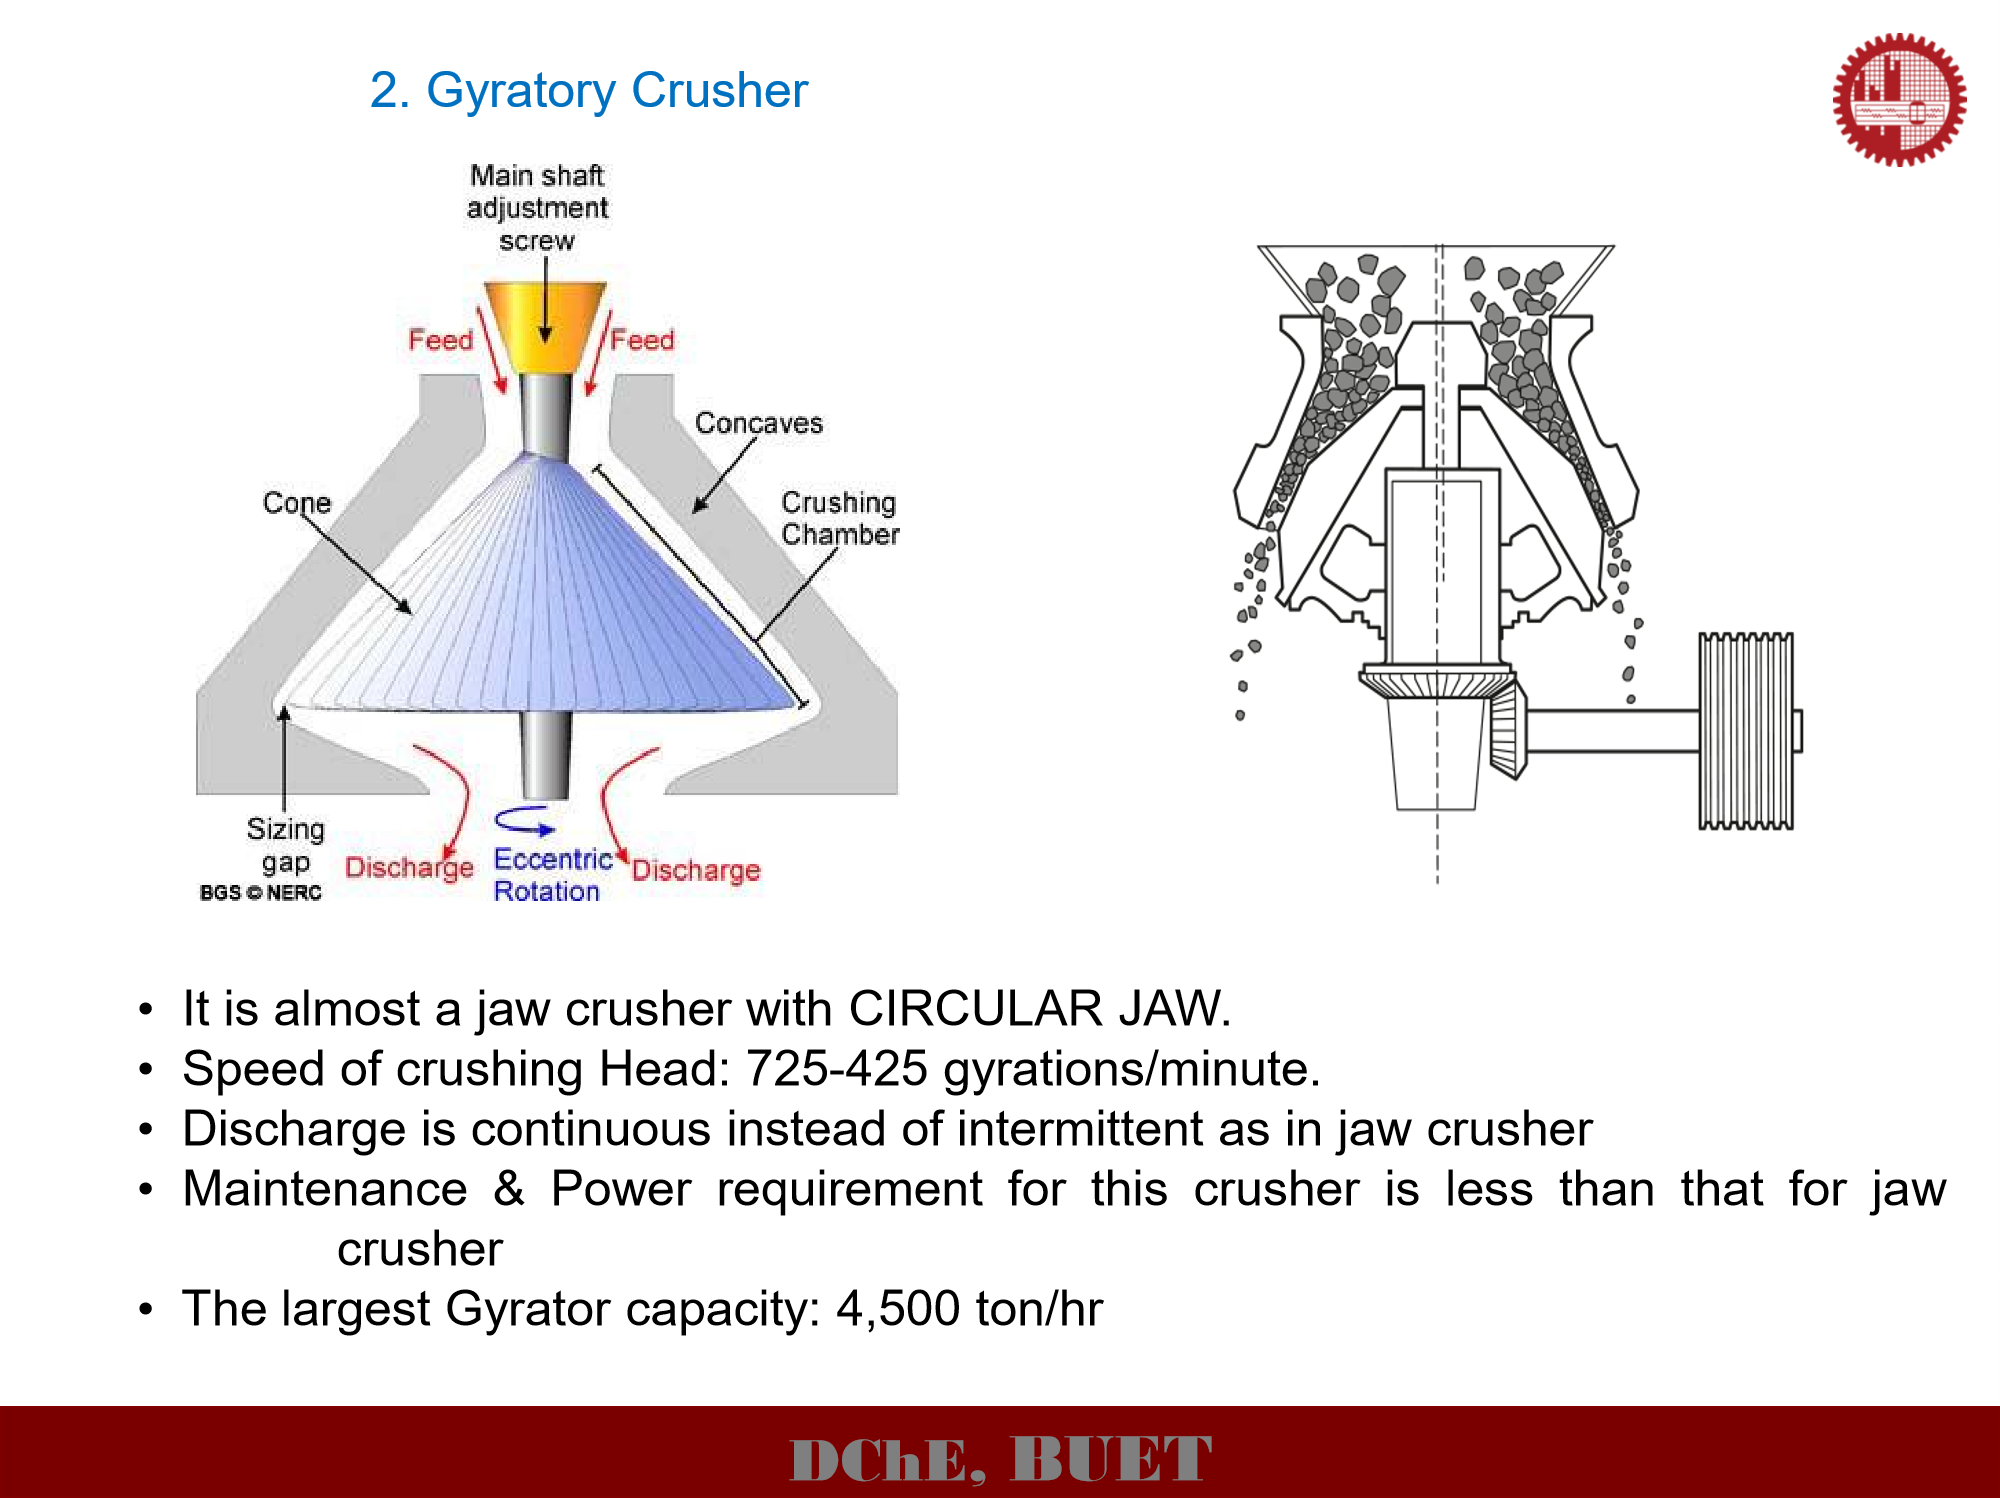 2. Gyratory Crusher
Main shaft
adjustment
screw
Feed
Feed
Concaves
Cone
Crushing
Chamber
Sizing
gap
BGS © NERC
Discharge
Eccentric
Rotation
Discharge
• It is almost a jaw crusher with CIRCULAR JAW.
• Speed of crushing Head: 725-425 gyrations/minute.
• Discharge is continuous instead of intermittent as in jaw crusher
• Maintenance & Power requirement for this crusher is less than that for jaw
crusher
• The largest Gyrator capacity: 4,500 ton/hr
DChE, BUET